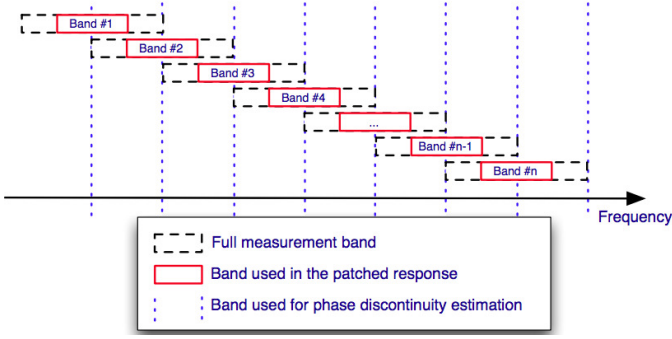 Band #1
Band #2
Band #3
Band #4
...
Band #n-1
Band #n
Frequency
Full measurement band
Band used in the patched response
Band used for phase discontinuity estimation